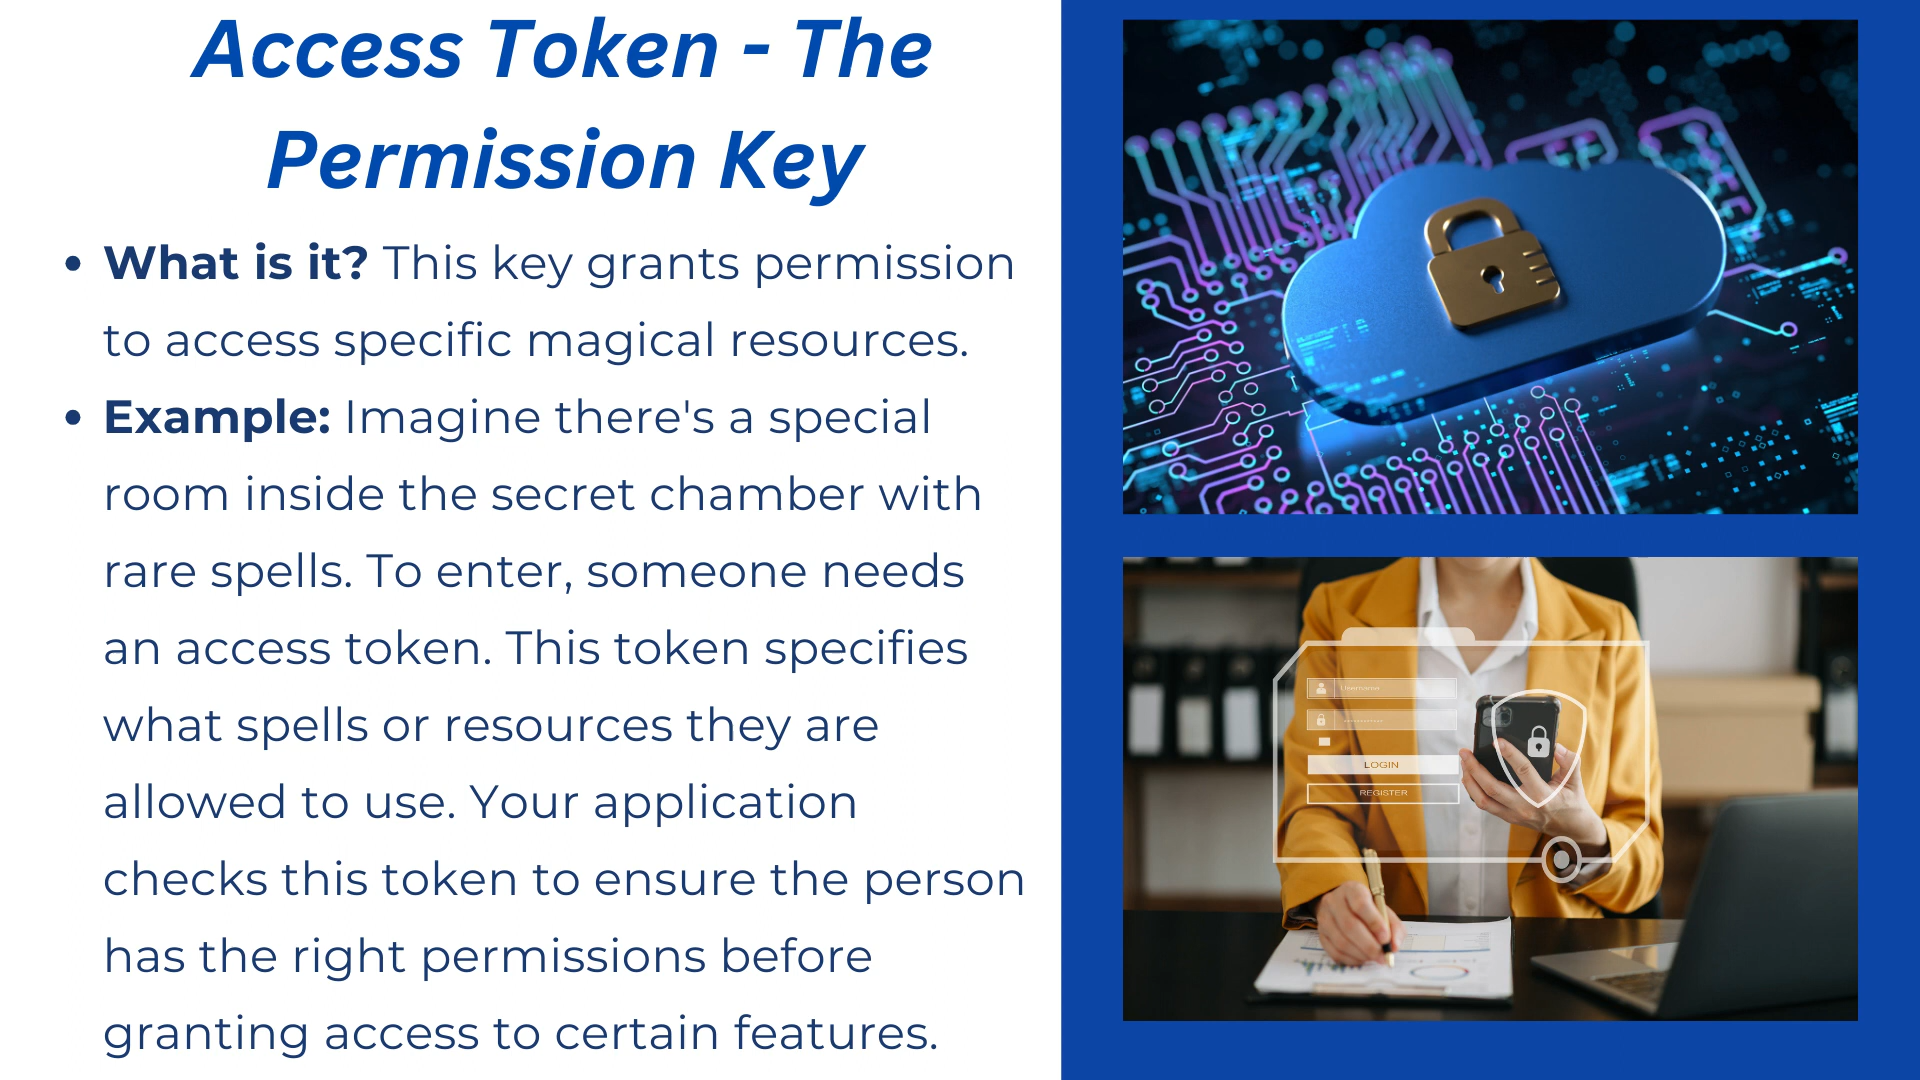 Access Token - The
Permission Key
• What is it? This key grants permission
to access specific magical resources.
• Example: Imagine there's a special
room inside the secret chamber with
rare spells. To enter, someone needs
an access token. This token specifies
what spells or resources they are
allowed to use. Your application
checks this token to ensure the person
has the right permissions before
granting access to certain features.
Username
LOGIN
REGISTER